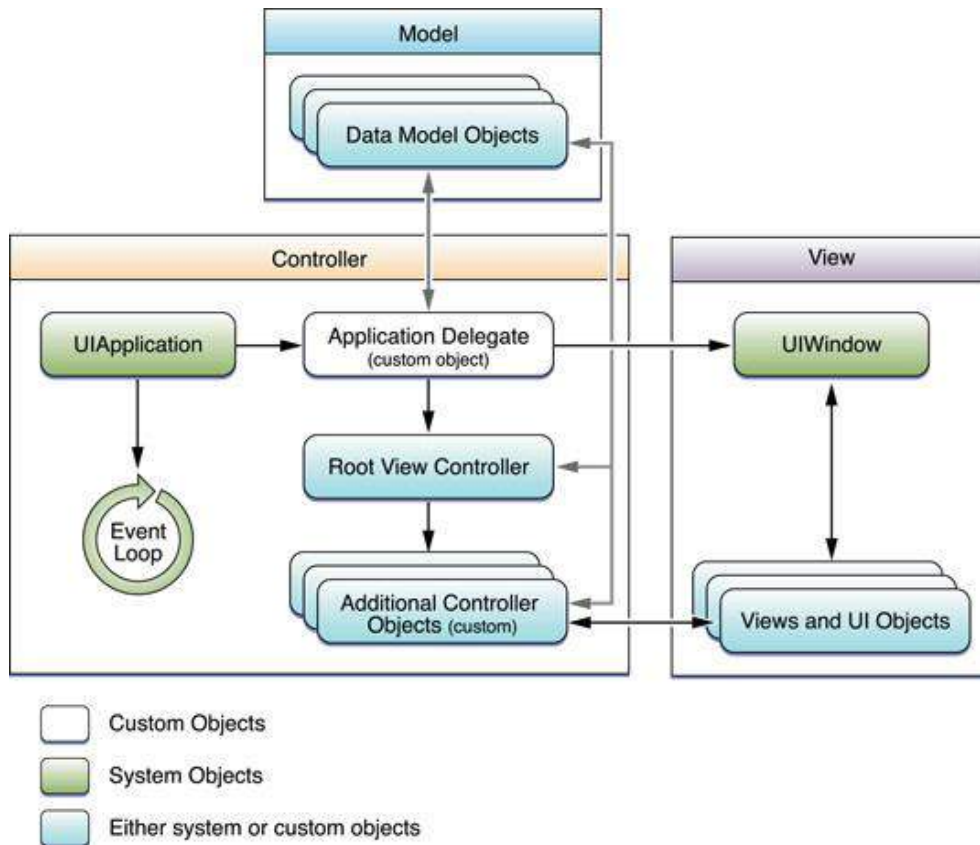 Model
Data Model Objects
Controller
View
UIApplication
Application Delegate
(custom object)
UIWindow
Root View Controller
Event
Loop
Additional Controller
Objects (custom)
Views and UI Objects
Custom Objects
System Objects
Either system or custom objects